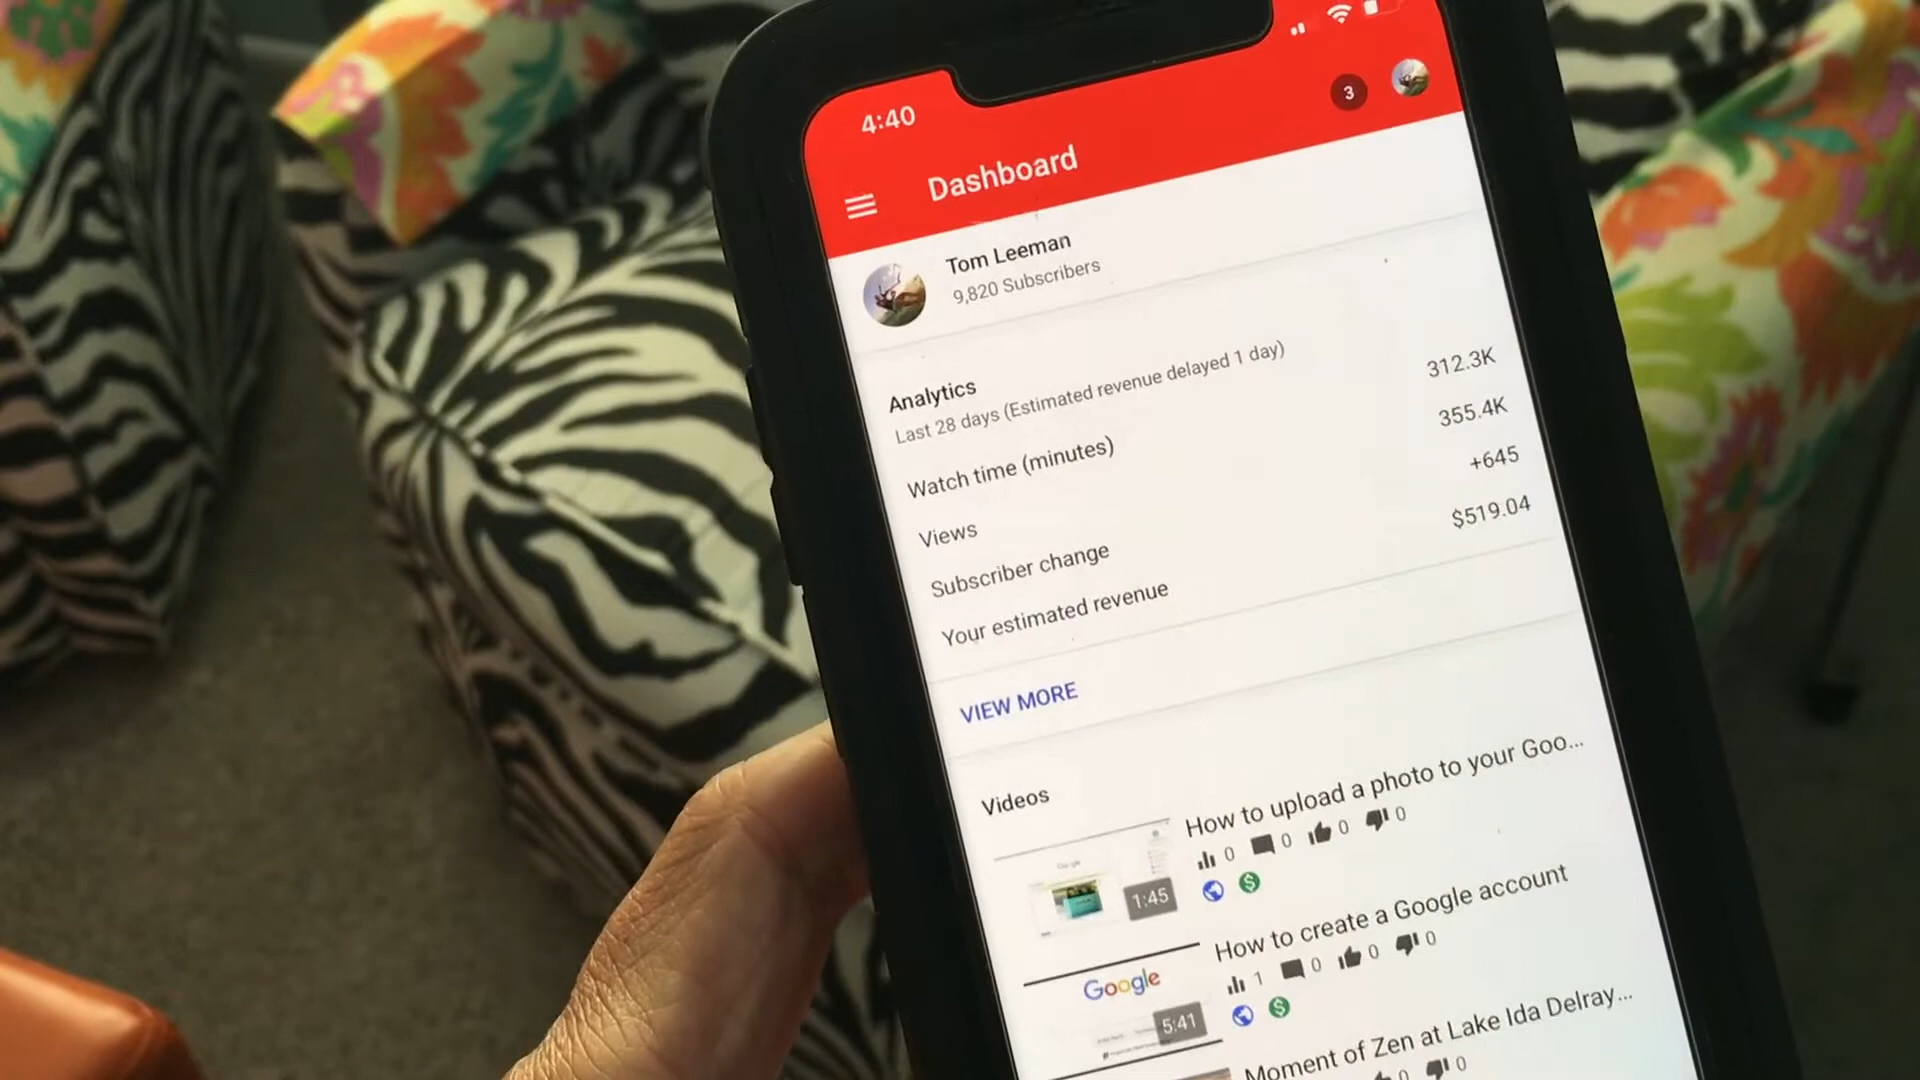 4:40
3
Dashboard
Tom Leeman
9,820 Subscribers
Analytics
Last 28 days (Estimated revenue delayed 1 day)
Watch time (minutes) 312.3K
Views 355.4K
Subscriber change +645
Your estimated revenue $519.04
VIEW MORE
Videos
How to upload a photo to your Goo...
0 0 0 0
1:45
How to create a Google account
1 0 0 0
Google
5:41
Moment of Zen at Lake Ida Delray...
0 0